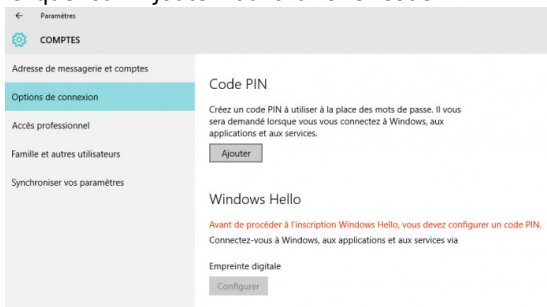 Paramètres
COMPTES
Adresse de messagerie et comptes
Options de connexion
Accès professionnel
Famille et autres utilisateurs
Synchroniser vos paramètres
Code PIN
Créez un code PIN à utiliser à la place des mots de passe. Il vous
sera demandé lorsque vous vous connectez à Windows, aux
applications et aux services.
Ajouter
Windows Hello
Avant de procéder à l'inscription Windows Hello, vous devez configurer un code PIN.
Connectez-vous à Windows, aux applications et aux services via
Empreinte digitale
Configurer